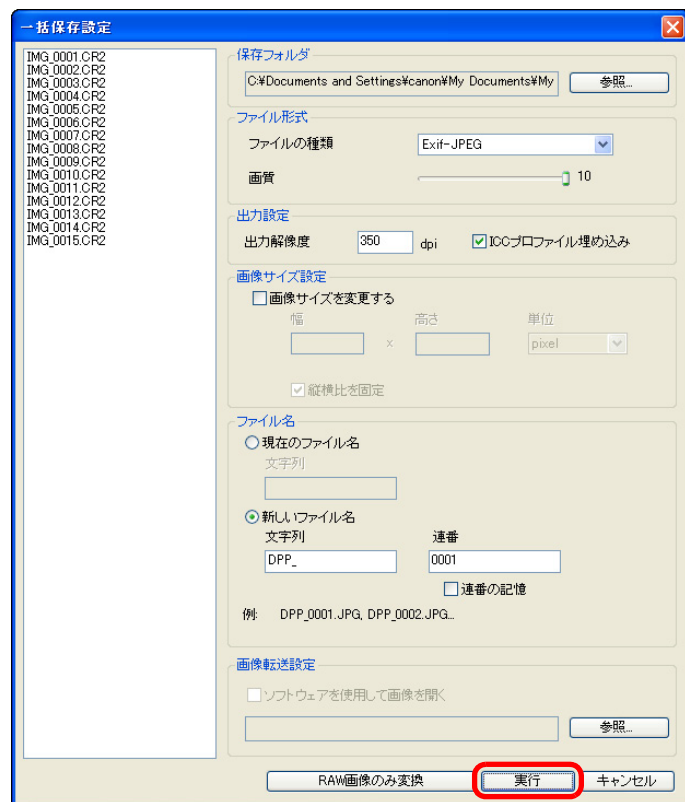 一括保存設定
IMG_0001.CR2
IMG_0002.CR2
IMG_0003.CR2
IMG_0004.CR2
IMG_0005.CR2
IMG_0006.CR2
IMG_0007.CR2
IMG_0008.CR2
IMG_0009.CR2
IMG_0010.CR2
IMG_0011.CR2
IMG_0012.CR2
IMG_0013.CR2
IMG_0014.CR2
IMG_0015.CR2
保存フォルダ
C:¥Documents and Settings¥canon¥My Documents¥My 参照...
ファイル形式
ファイルの種類 Exif-JPEG
画質 10
出力設定
出力解像度 350 dpi ICCプロファイル埋め込み
画像サイズ設定
画像サイズを変更する
幅 高さ 単位
x pixel
縦横比を固定
ファイル名
現在のファイル名
文字列
新しいファイル名
文字列 連番
DPP_ 0001
連番の記憶
例: DPP_0001.JPG, DPP_0002.JPG...
画像転送設定
ソフトウェアを使用して画像を開く
参照...
RAW画像のみ変換 実行 キャンセル